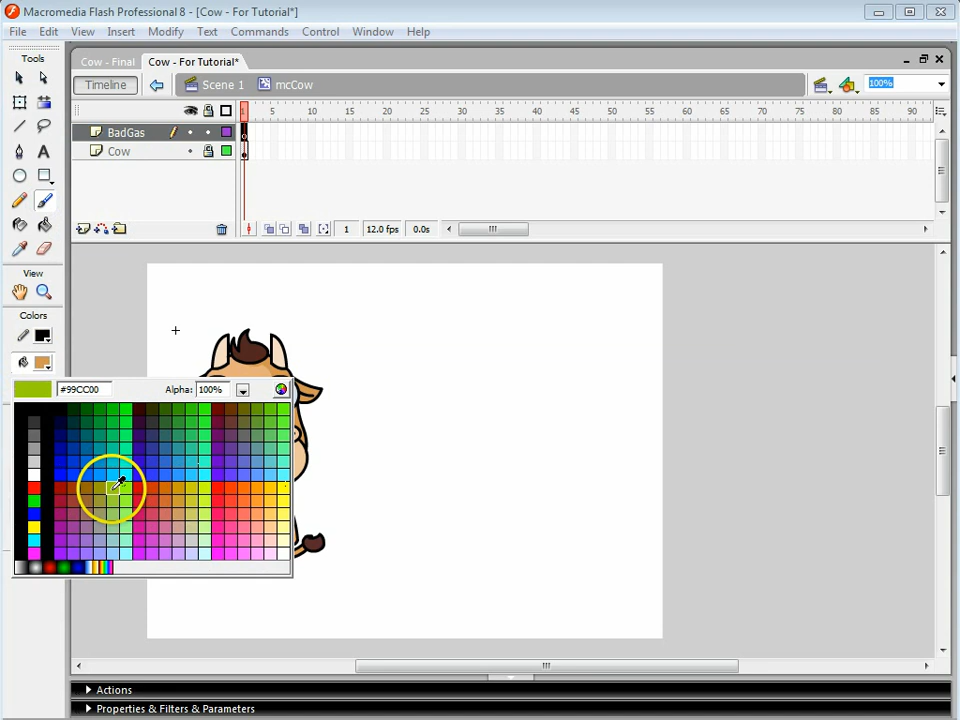 Macromedia Flash Professional 8 - [Cow - For Tutorial*]
File Edit View Insert Modify Text Commands Control Window Help
Tools
Cow - Final Cow - For Tutorial*
Timeline Scene 1 mcCow 100%
1 5 10 15 20 25 30 35 40 45 50 55 60 65 70 75 80 85 90
BadGas
Cow
1 12.0 fps 0.0s
View
Colors
#99CC00 Alpha: 100%
Actions
Properties & Filters & Parameters